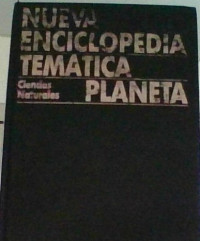 NUEVA
ENCICLOPEDIA
TEMATICA
Ciencias
Naturales
PLANETA